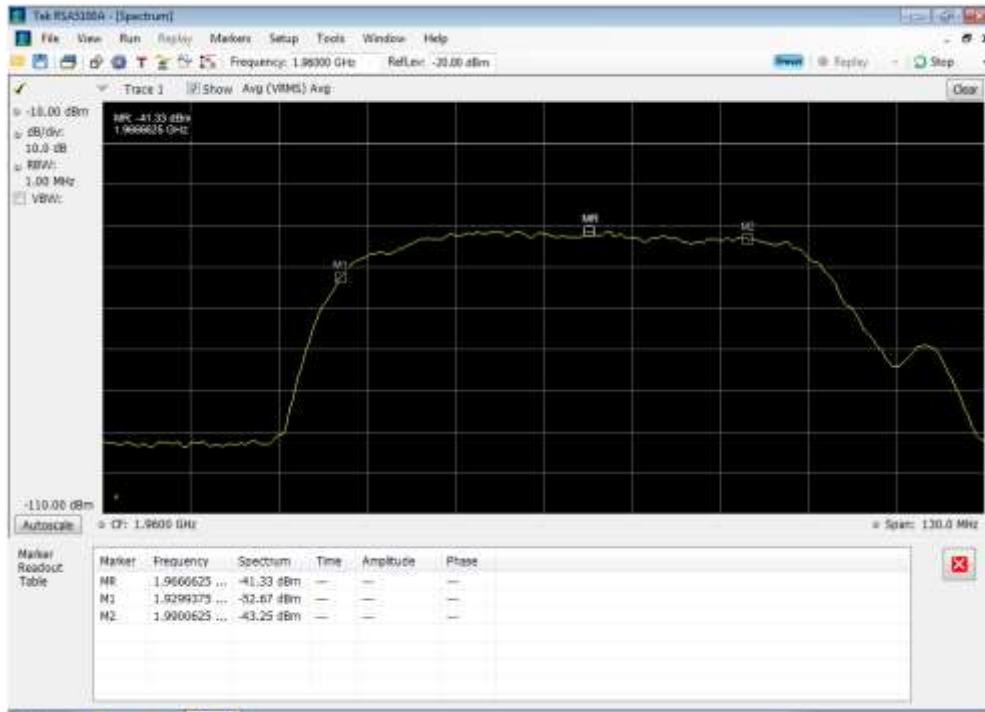 Tek RSA5100A - [Spectrum]
File View Run Replay Markers Setup Tools Window Help
Frequency: 1.96000 GHz RefLev: -20.00 dBm Preset Replay Stop
Trace 1 Show Avg (VRMS) Avg Clear
-10.00 dBm
dB/div:
10.0 dB
RBW:
1.00 MHz
VBW:
MR: -41.33 dBm
1.9666625 GHz
MR
M2
M1
-110.00 dBm
Autoscale CF: 1.9600 GHz Span: 130.0 MHz
Marker Readout Table
Marker Frequency Spectrum Time Amplitude Phase
MR 1.9666625 ... -41.33 dBm --- --- ---
M1 1.9299375 ... -52.67 dBm --- --- ---
M2 1.9900625 ... -43.25 dBm --- --- ---